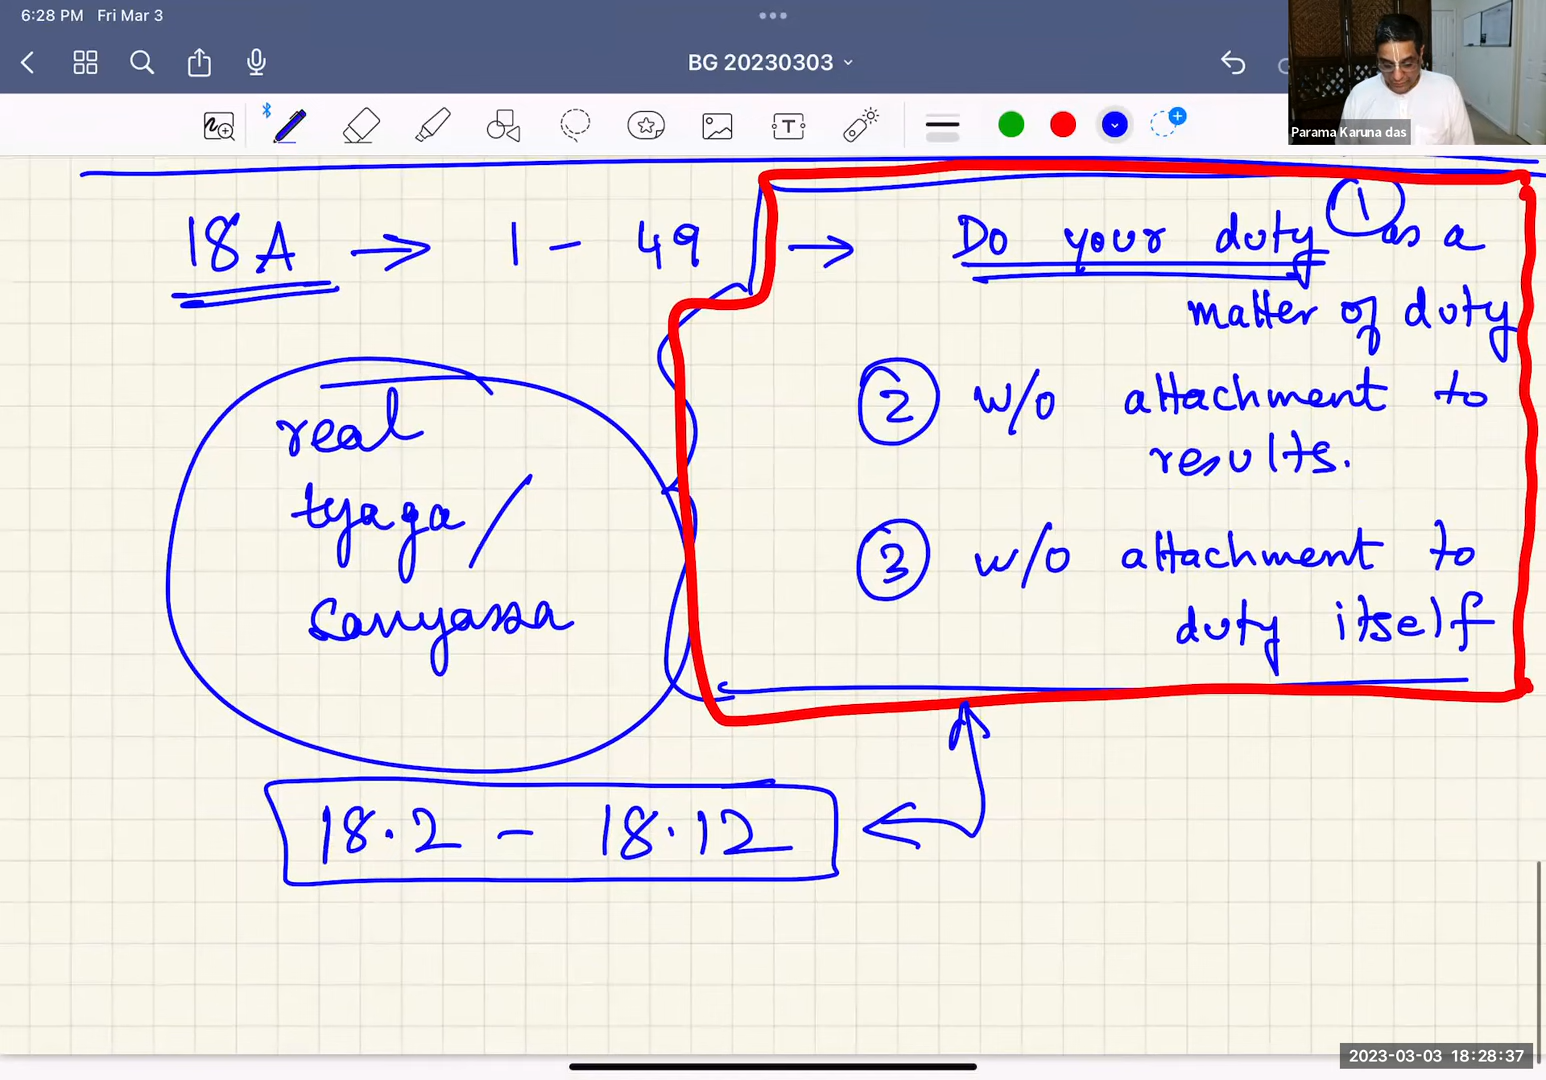 6:28 PM Fri Mar 3
BG 20230303
Parama Karuna das
18A → 1 - 49 → Do your duty ① as a
matter of duty
② w/o attachment to
results.
③ w/o attachment to
duty itself
real
tyaga /
sanyassa
18.2 - 18.12
2023-03-03 18:28:37